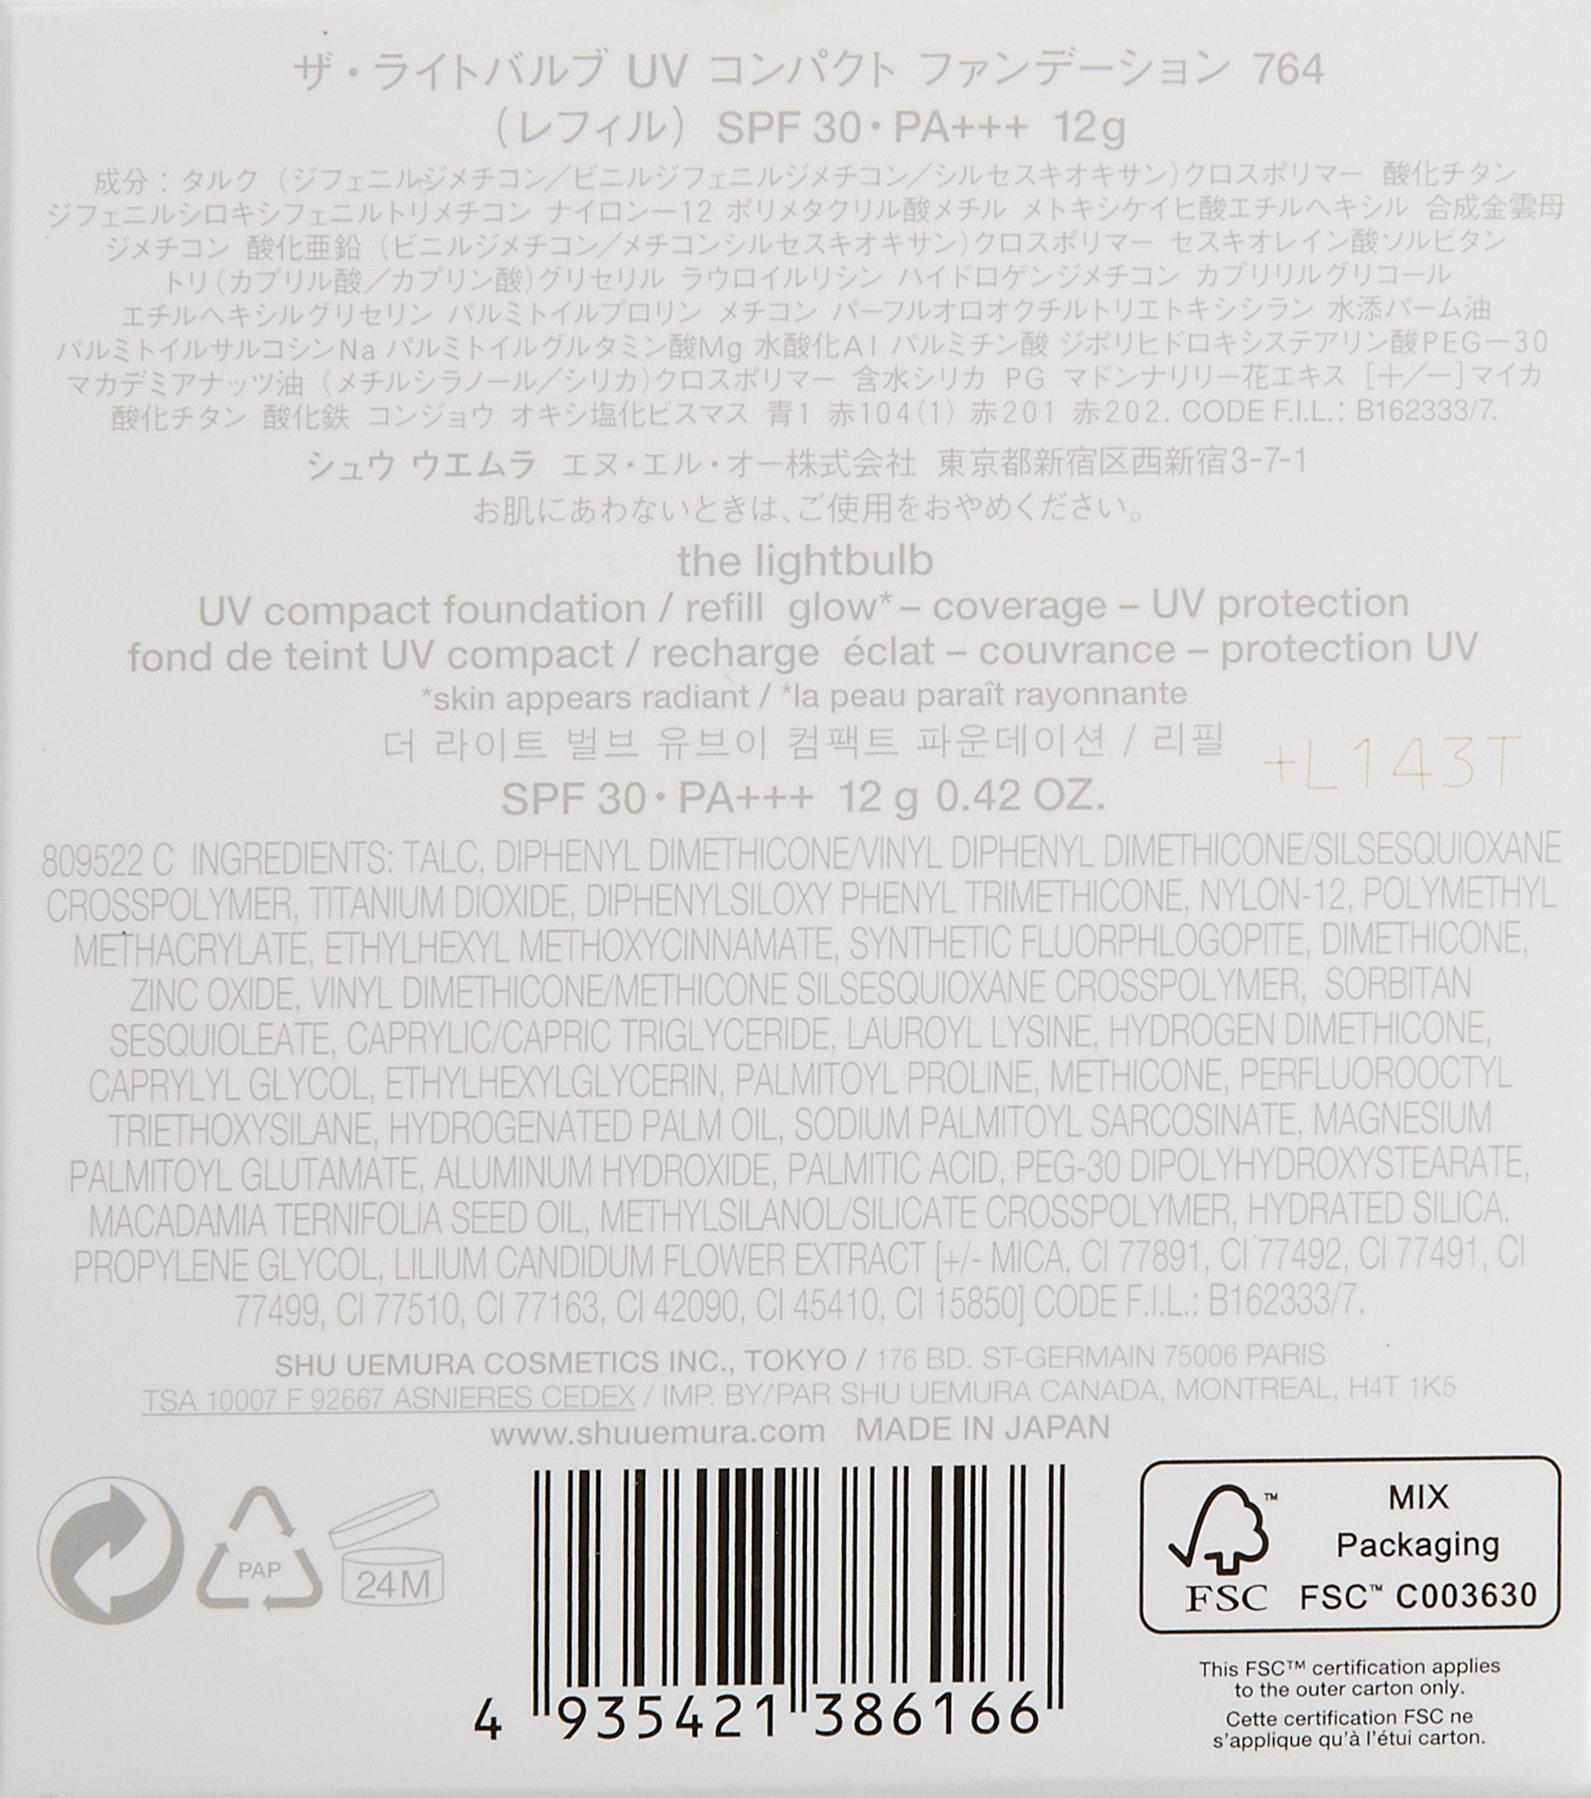 ザ・ライトバルブ UV コンパクト ファンデーション 764
(レフィル) SPF 30・PA+++ 12g
成分：タルク (ジフェニルジメチコン／ビニルジフェニルジメチコン／シルセスキオキサン)クロスポリマー 酸化チタン
ジフェニルシロキシフェニルトリメチコン ナイロン－12 ポリメタクリル酸メチル メトキシケイヒ酸エチルヘキシル 合成金雲母
ジメチコン 酸化亜鉛 (ビニルジメチコン／メチコンシルセスキオキサン)クロスポリマー セスキオレイン酸ソルビタン
トリ(カプリル酸／カプリン酸)グリセリル ラウロイルリシン ハイドロゲンジメチコン カプリリルグリコール
エチルヘキシルグリセリン パルミトイルプロリン メチコン パーフルオロオクチルトリエトキシシラン 水添パーム油
パルミトイルサルコシンNa パルミトイルグルタミン酸Mg 水酸化Al パルミチン酸 ジポリヒドロキシステアリン酸PEG－30
マカデミアナッツ油 (メチルシラノール／シリカ)クロスポリマー 含水シリカ PG マドンナリリー花エキス [＋／－]マイカ
酸化チタン 酸化鉄 コンジョウ オキシ塩化ビスマス 青1 赤104(1) 赤201 赤202. CODE F.I.L.: B162333/7.
シュウ ウエムラ エヌ・エル・オー株式会社 東京都新宿区西新宿3-7-1
お肌にあわないときは、ご使用をおやめください。
the lightbulb
UV compact foundation / refill glow* – coverage – UV protection
fond de teint UV compact / recharge éclat – couvrance – protection UV
*skin appears radiant / *la peau paraît rayonnante
더 라이트 벌브 유브이 컴팩트 파운데이션 / 리필
+L143T
SPF 30・PA+++ 12 g 0.42 OZ.
809522 C INGREDIENTS: TALC, DIPHENYL DIMETHICONE/VINYL DIPHENYL DIMETHICONE/SILSESQUIOXANE
CROSSPOLYMER, TITANIUM DIOXIDE, DIPHENYLSILOXY PHENYL TRIMETHICONE, NYLON-12, POLYMETHYL
METHACRYLATE, ETHYLHEXYL METHOXYCINNAMATE, SYNTHETIC FLUORPHLOGOPITE, DIMETHICONE,
ZINC OXIDE, VINYL DIMETHICONE/METHICONE SILSESQUIOXANE CROSSPOLYMER, SORBITAN
SESQUIOLEATE, CAPRYLIC/CAPRIC TRIGLYCERIDE, LAUROYL LYSINE, HYDROGEN DIMETHICONE,
CAPRYLYL GLYCOL, ETHYLHEXYLGLYCERIN, PALMITOYL PROLINE, METHICONE, PERFLUOROOCTYL
TRIETHOXYSILANE, HYDROGENATED PALM OIL, SODIUM PALMITOYL SARCOSINATE, MAGNESIUM
PALMITOYL GLUTAMATE, ALUMINUM HYDROXIDE, PALMITIC ACID, PEG-30 DIPOLYHYDROXYSTEARATE,
MACADAMIA TERNIFOLIA SEED OIL, METHYLSILANOL/SILICATE CROSSPOLYMER, HYDRATED SILICA,
PROPYLENE GLYCOL, LILIUM CANDIDUM FLOWER EXTRACT [+/- MICA, CI 77891, CI 77492, CI 77491, CI
77499, CI 77510, CI 77163, CI 42090, CI 45410, CI 15850] CODE F.I.L.: B162333/7.
SHU UEMURA COSMETICS INC., TOKYO / 176 BD. ST-GERMAIN 75006 PARIS
TSA 10007 F 92667 ASNIERES CEDEX / IMP. BY/PAR SHU UEMURA CANADA, MONTREAL, H4T 1K5
www.shuuemura.com MADE IN JAPAN
PAP
24M
4 935421 386166
FSC
MIX
Packaging
FSC™ C003630
This FSC™ certification applies
to the outer carton only.
Cette certification FSC ne
s'applique qu'à l'étui carton.